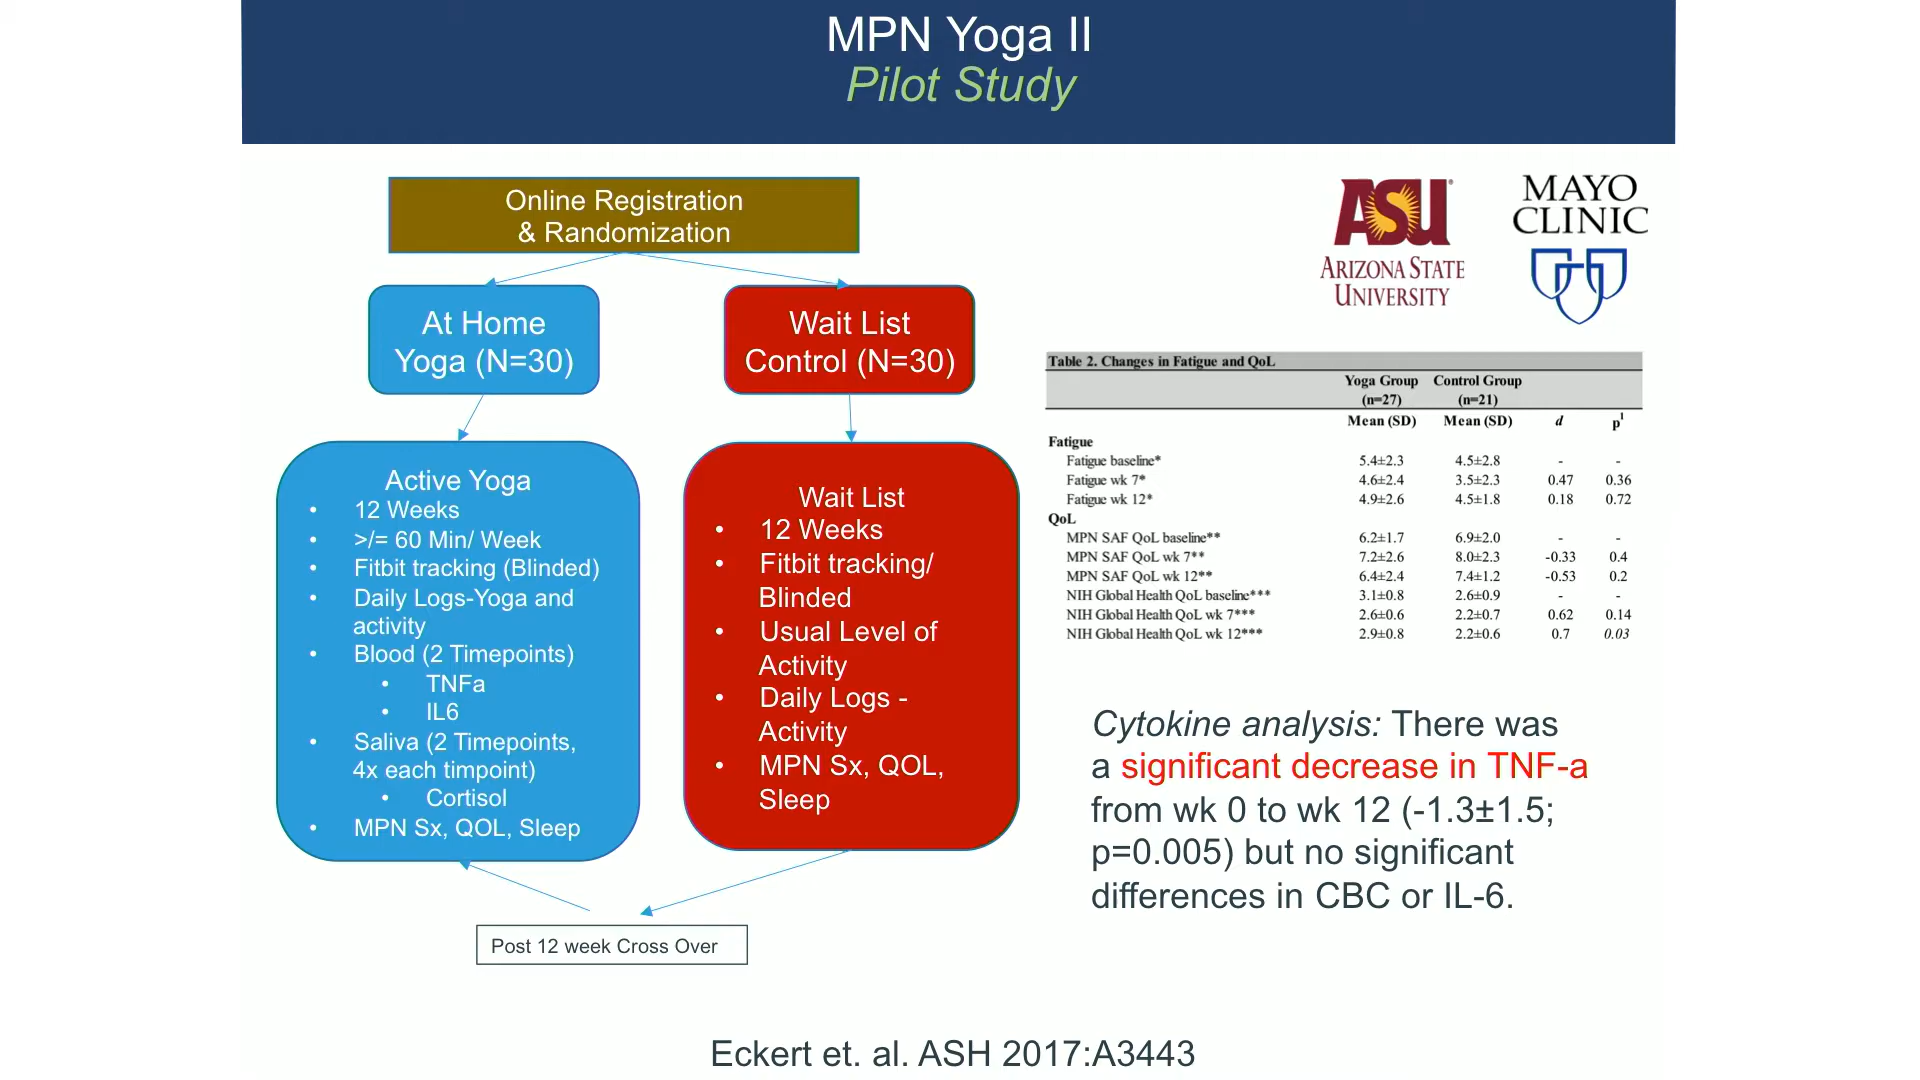 MPN Yoga II
Pilot Study
Online Registration
& Randomization
At Home
Yoga (N=30)
Wait List
Control (N=30)
Active Yoga
• 12 Weeks
• >/= 60 Min/ Week
• Fitbit tracking (Blinded)
• Daily Logs-Yoga and
activity
• Blood (2 Timepoints)
• TNFa
• IL6
• Saliva (2 Timepoints,
4x each timpoint)
• Cortisol
• MPN Sx, QOL, Sleep
Wait List
• 12 Weeks
• Fitbit tracking/
Blinded
• Usual Level of
Activity
• Daily Logs -
Activity
• MPN Sx, QOL,
Sleep
Post 12 week Cross Over
ASU
ARIZONA STATE
UNIVERSITY
MAYO
CLINIC
Table 2. Changes in Fatigue and QoL
Yoga Group Control Group
(n=27) (n=21)
Mean (SD) Mean (SD) d p¹
Fatigue
Fatigue baseline* 5.4±2.3 4.5±2.8 - -
Fatigue wk 7* 4.6±2.4 3.5±2.3 0.47 0.36
Fatigue wk 12* 4.9±2.6 4.5±1.8 0.18 0.72
QoL
MPN SAF QoL baseline** 6.2±1.7 6.9±2.0 - -
MPN SAF QoL wk 7** 7.2±2.6 8.0±2.3 -0.33 0.4
MPN SAF QoL wk 12** 6.4±2.4 7.4±1.2 -0.53 0.2
NIH Global Health QoL baseline*** 3.1±0.8 2.6±0.9 - -
NIH Global Health QoL wk 7*** 2.6±0.6 2.2±0.7 0.62 0.14
NIH Global Health QoL wk 12*** 2.9±0.8 2.2±0.6 0.7 0.03
Cytokine analysis: There was
a significant decrease in TNF-a
from wk 0 to wk 12 (-1.3±1.5;
p=0.005) but no significant
differences in CBC or IL-6.
Eckert et. al. ASH 2017:A3443